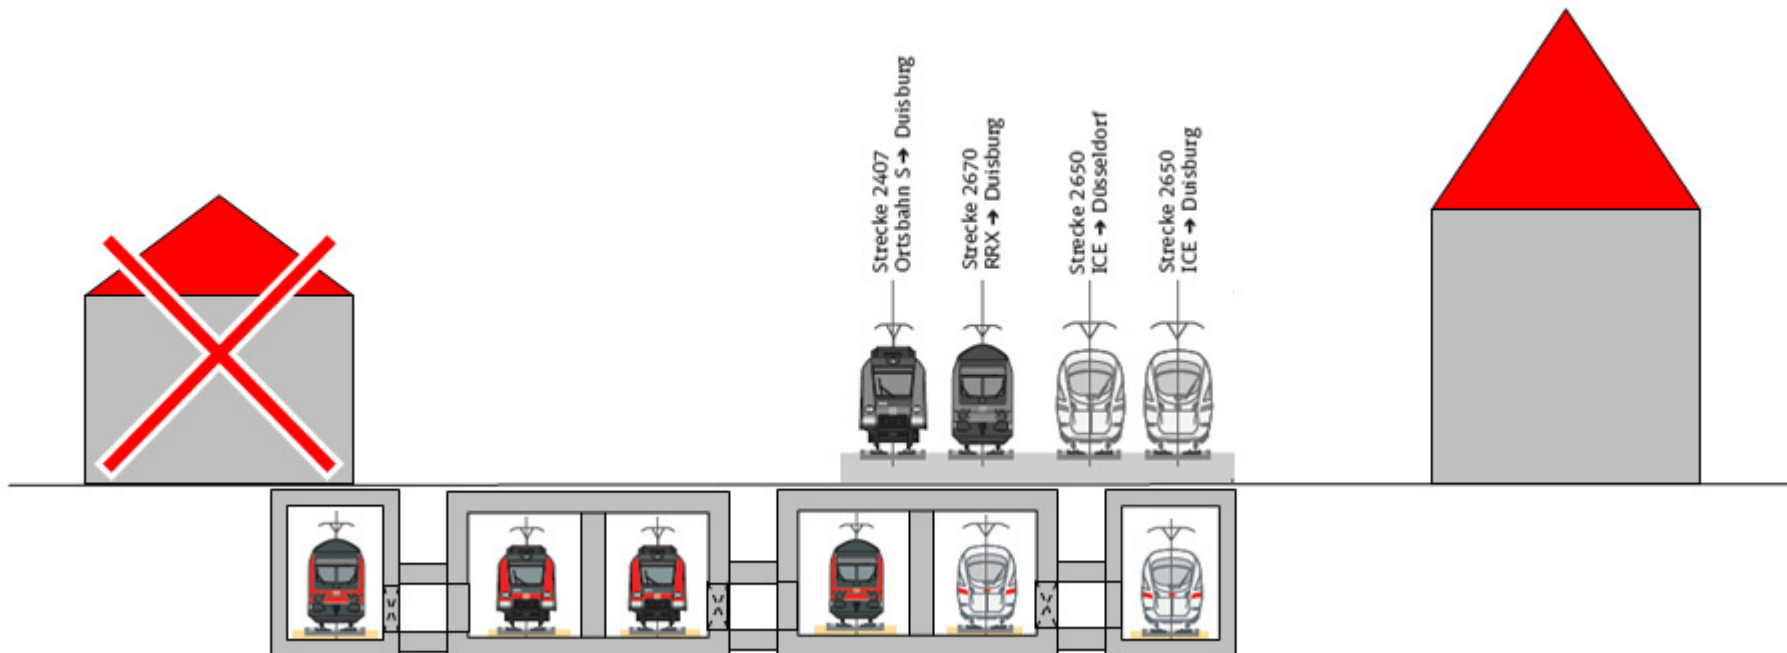 Strecke 2407
Ortsbahn S → Duisburg
Strecke 2670
RRX → Duisburg
Strecke 2650
ICE → Düsseldorf
Strecke 2650
ICE → Duisburg